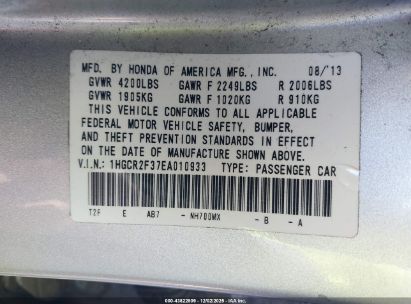 MFD. BY HONDA OF AMERICA MFG., INC. 08/'13
GVWR 4200LBS GAWR F 2249LBS R 2006LBS
GVWR 1905KG GAWR F 1020KG R 910KG
THIS VEHICLE CONFORMS TO ALL APPLICABLE
FEDERAL MOTOR VEHICLE SAFETY, BUMPER,
AND THEFT PREVENTION STANDARDS IN EFFECT
ON THE DATE OF MANUFACTURE SHOWN ABOVE.
V.I.N.: 1HGCR2F37EA010933 TYPE: PASSENGER CAR
T2F E AB7 - NH700MX - B - A